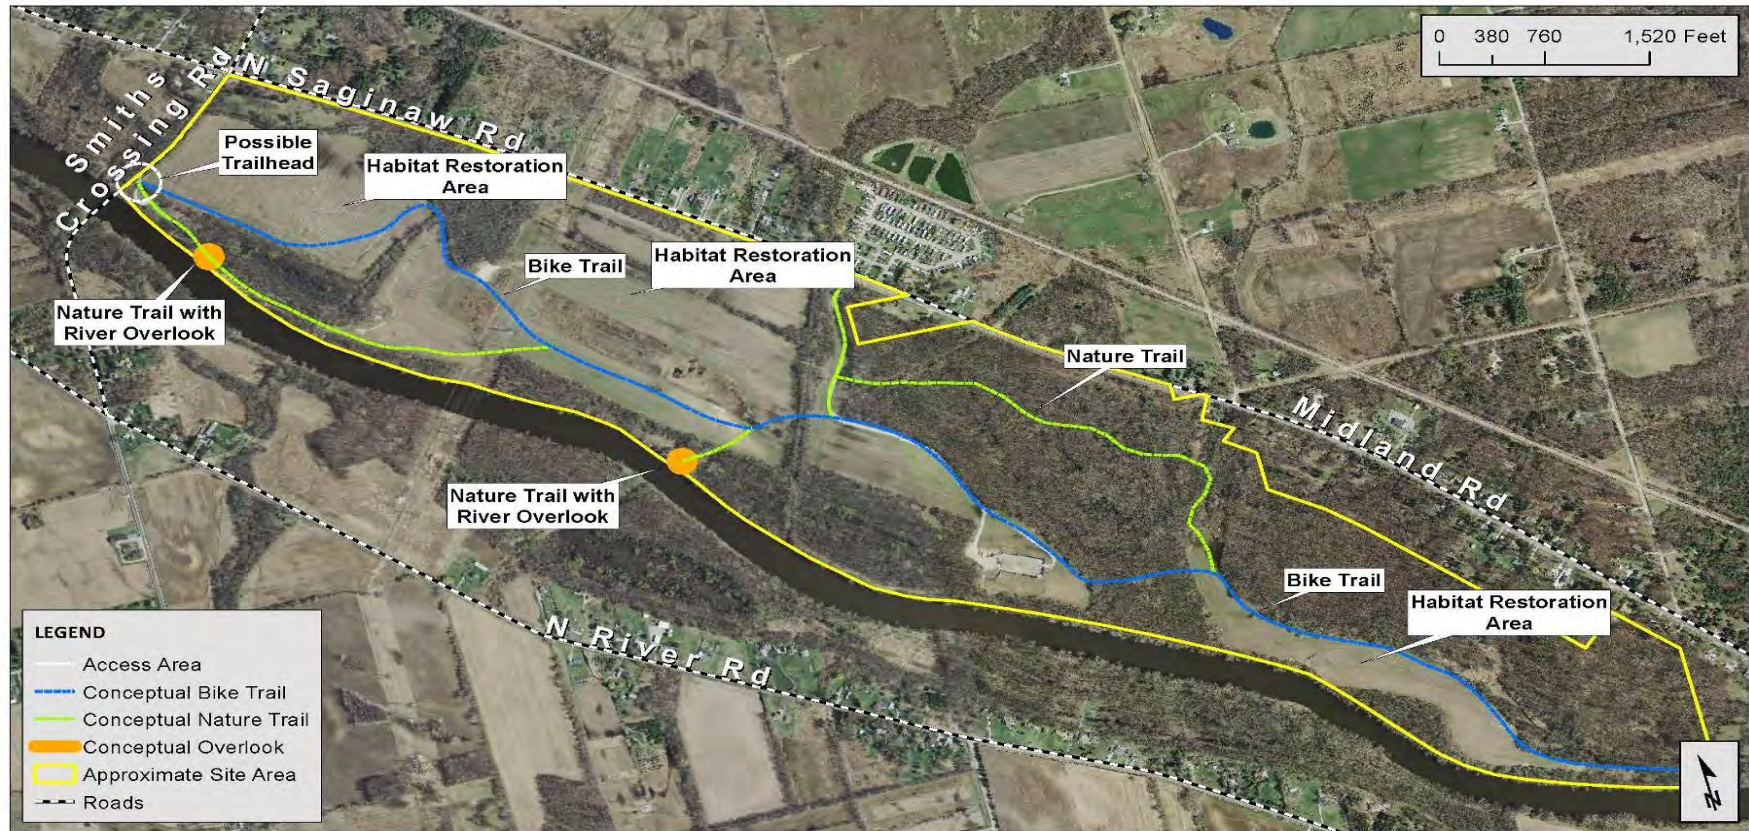 0 380 760 1,520 Feet
Smiths
Crossing Rd
N Saginaw Rd
Possible
Trailhead
Habitat Restoration
Area
Habitat Restoration
Area
Bike Trail
Nature Trail with
River Overlook
Nature Trail
Midland Rd
Nature Trail with
River Overlook
Bike Trail
Habitat Restoration
Area
N River Rd
LEGEND
Access Area
Conceptual Bike Trail
Conceptual Nature Trail
Conceptual Overlook
Approximate Site Area
Roads
N